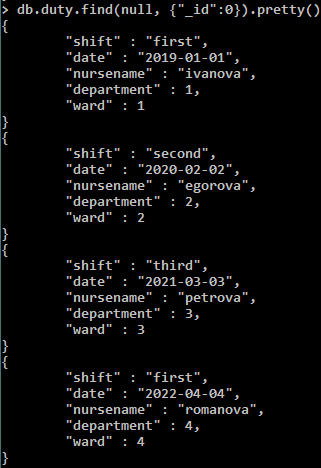 > db.duty.find(null, {"_id":0}).pretty()
{
        "shift" : "first",
        "date" : "2019-01-01",
        "nursename" : "ivanova",
        "department" : 1,
        "ward" : 1
}
{
        "shift" : "second",
        "date" : "2020-02-02",
        "nursename" : "egorova",
        "department" : 2,
        "ward" : 2
}
{
        "shift" : "third",
        "date" : "2021-03-03",
        "nursename" : "petrova",
        "department" : 3,
        "ward" : 3
}
{
        "shift" : "first",
        "date" : "2022-04-04",
        "nursename" : "romanova",
        "department" : 4,
        "ward" : 4
}